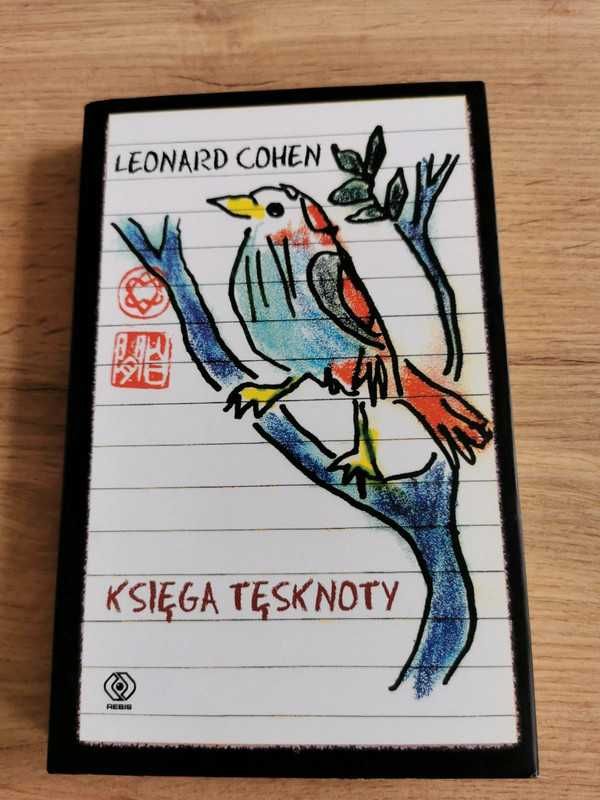 LEONARD COHEN
KSIĘGA TĘSKNOTY
REBIS